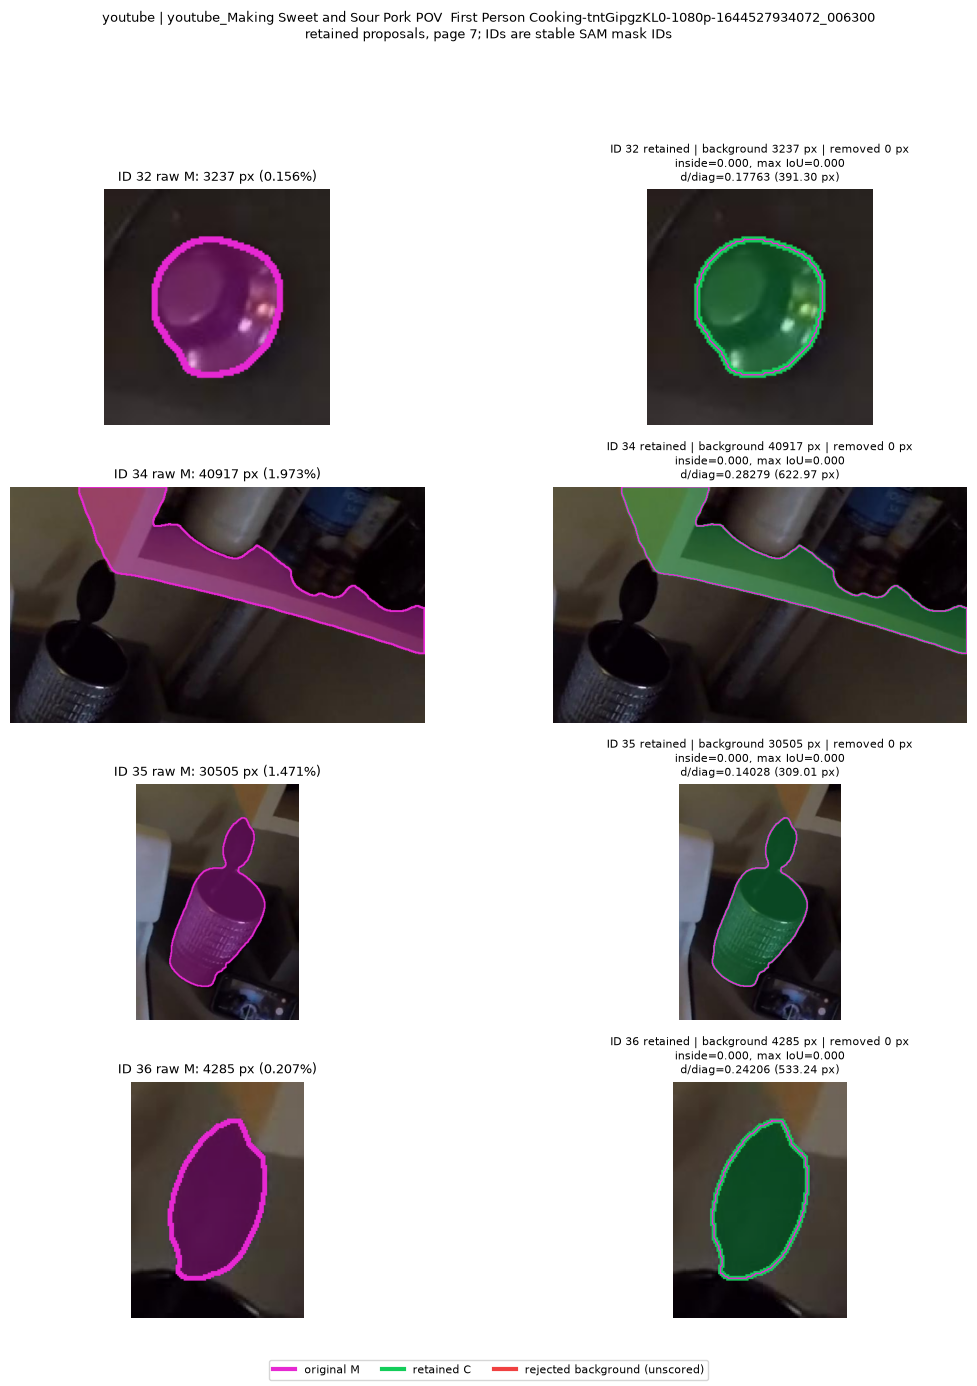 youtube | youtube_Making Sweet and Sour Pork POV  First Person Cooking-tntGipgzKL0-1080p-1644527934072_006300
retained proposals, page 7; IDs are stable SAM mask IDs
ID 32 raw M: 3237 px (0.156%)
ID 32 retained | background 3237 px | removed 0 px
inside=0.000, max IoU=0.000
d/diag=0.17763 (391.30 px)
ID 34 raw M: 40917 px (1.973%)
ID 34 retained | background 40917 px | removed 0 px
inside=0.000, max IoU=0.000
d/diag=0.28279 (622.97 px)
ID 35 raw M: 30505 px (1.471%)
ID 35 retained | background 30505 px | removed 0 px
inside=0.000, max IoU=0.000
d/diag=0.14028 (309.01 px)
ID 36 raw M: 4285 px (0.207%)
ID 36 retained | background 4285 px | removed 0 px
inside=0.000, max IoU=0.000
d/diag=0.24206 (533.24 px)
original M
retained C
rejected background (unscored)